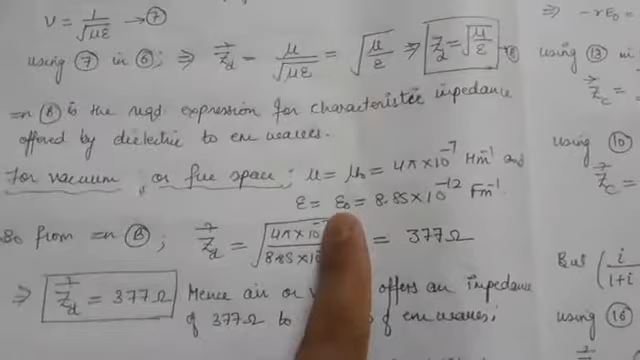 v = 1/√με → ⑦
using ⑦ in ⑥; ⇒ Z⃗d = μ/√με = √μ/ε ⇒ Zd = √μ/ε → ⑧
=n ⑧ is the reqd expression for characteristic impedance
offered by dielectric to em waves.
For vacuum, or free space; μ = μ0 = 4π×10⁻⁷ Hm⁻¹ and
ε = ε0 = 8.85×10⁻¹² Fm⁻¹
So from =n ⑧, Z⃗d = √4π×10⁻ / 8.85×10 = 377Ω
⇒ Z⃗d = 377Ω Hence air or offers an impedance
of 377Ω to of em waves;
⇒ -γE0 =
using ⑬
Z⃗c =
using ⑩
Z⃗c =
But (i/1+i
using ⑯